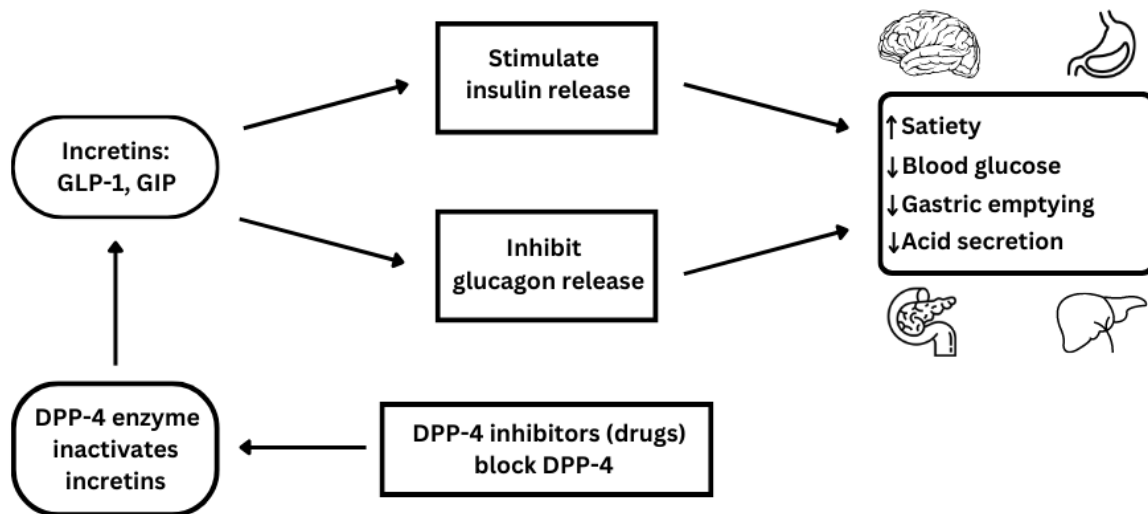 Stimulate
insulin release
Incretins:
GLP-1, GIP
Inhibit
glucagon release
↑Satiety
↓Blood glucose
↓Gastric emptying
↓Acid secretion
DPP-4 enzyme
inactivates
incretins
DPP-4 inhibitors (drugs)
block DPP-4